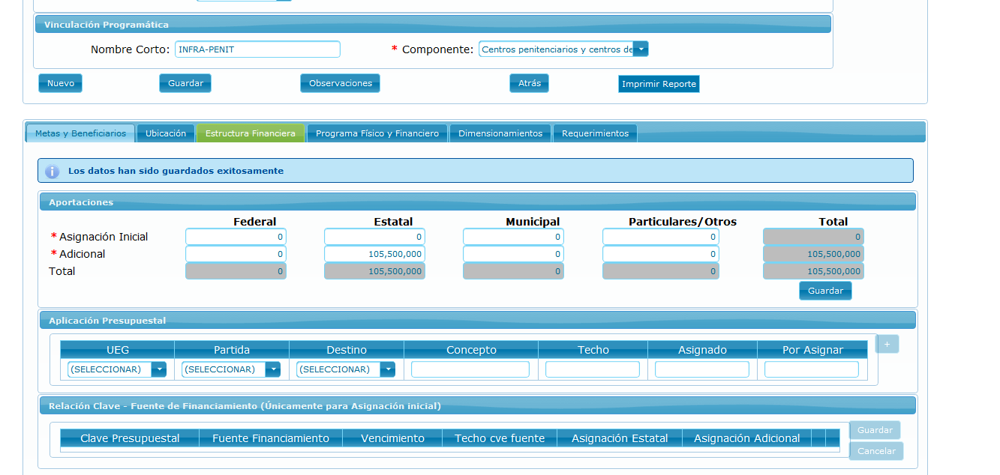 Vinculación Programática
Nombre Corto: INFRA-PENIT * Componente: Centros penitenciarios y centros de
Nuevo Guardar Observaciones Atrás Imprimir Reporte
Metas y Beneficiarios Ubicación Estructura Financiera Programa Físico y Financiero Dimensionamientos Requerimientos
Los datos han sido guardados exitosamente
Aportaciones
Federal Estatal Municipal Particulares/Otros Total
* Asignación Inicial 0 0 0 0 0
* Adicional 0 105,500,000 0 0 105,500,000
Total 0 105,500,000 0 0 105,500,000
Guardar
Aplicación Presupuestal
UEG Partida Destino Concepto Techo Asignado Por Asignar +
(SELECCIONAR) (SELECCIONAR) (SELECCIONAR)
Relación Clave - Fuente de Financiamiento (Únicamente para Asignación inicial)
Clave Presupuestal Fuente Financiamiento Vencimiento Techo cve fuente Asignación Estatal Asignación Adicional Guardar
Cancelar